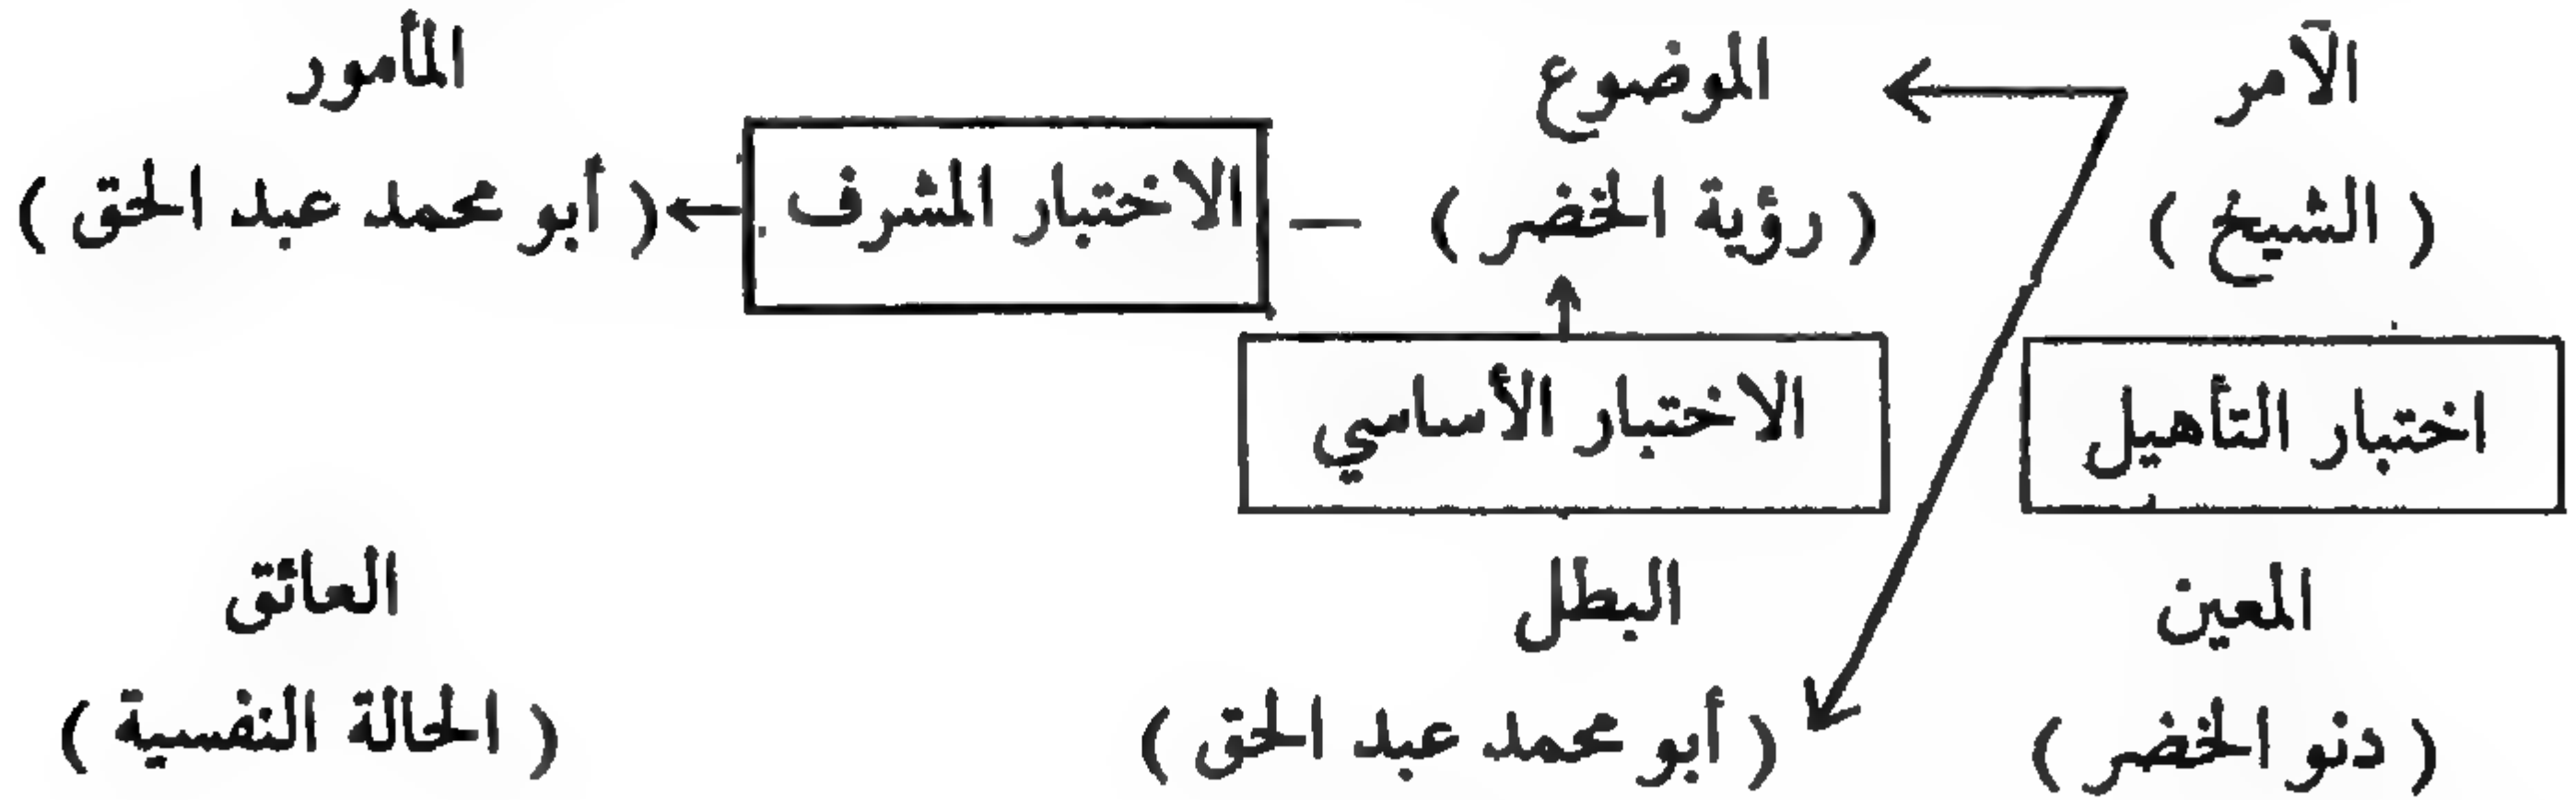 الآمر
الموضوع
المأمور
( الشيخ )
( رؤية الخضر )
الاختبار المشرف
( أبو محمد عبد الحق )
اختبار التأهيل
الاختبار الأساسي
المعين
البطل
العائق
( دنو الخضر )
( أبو محمد عبد الحق )
( الحالة النفسية )